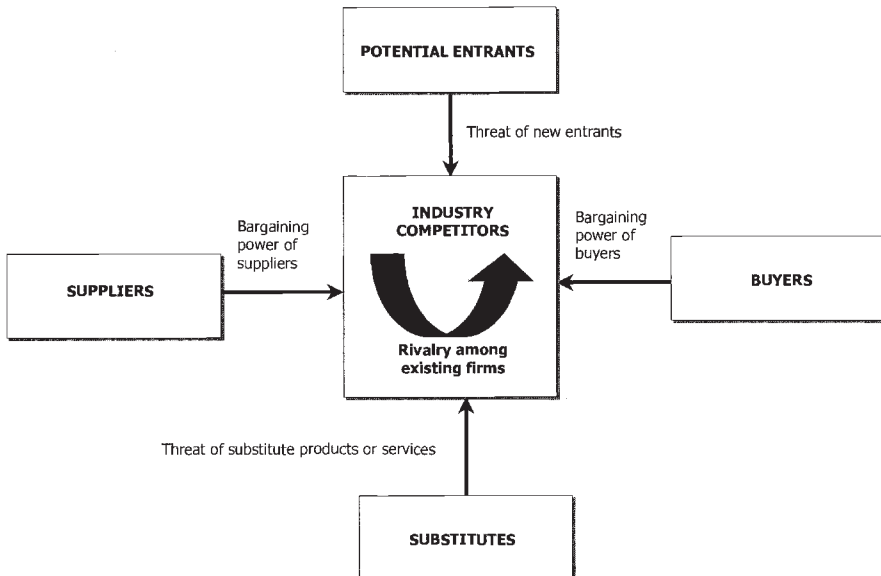 POTENTIAL ENTRANTS
Threat of new entrants
INDUSTRY
COMPETITORS
Bargaining
power of
suppliers
Bargaining
power of
buyers
SUPPLIERS
BUYERS
Rivalry among
existing firms
Threat of substitute products or services
SUBSTITUTES